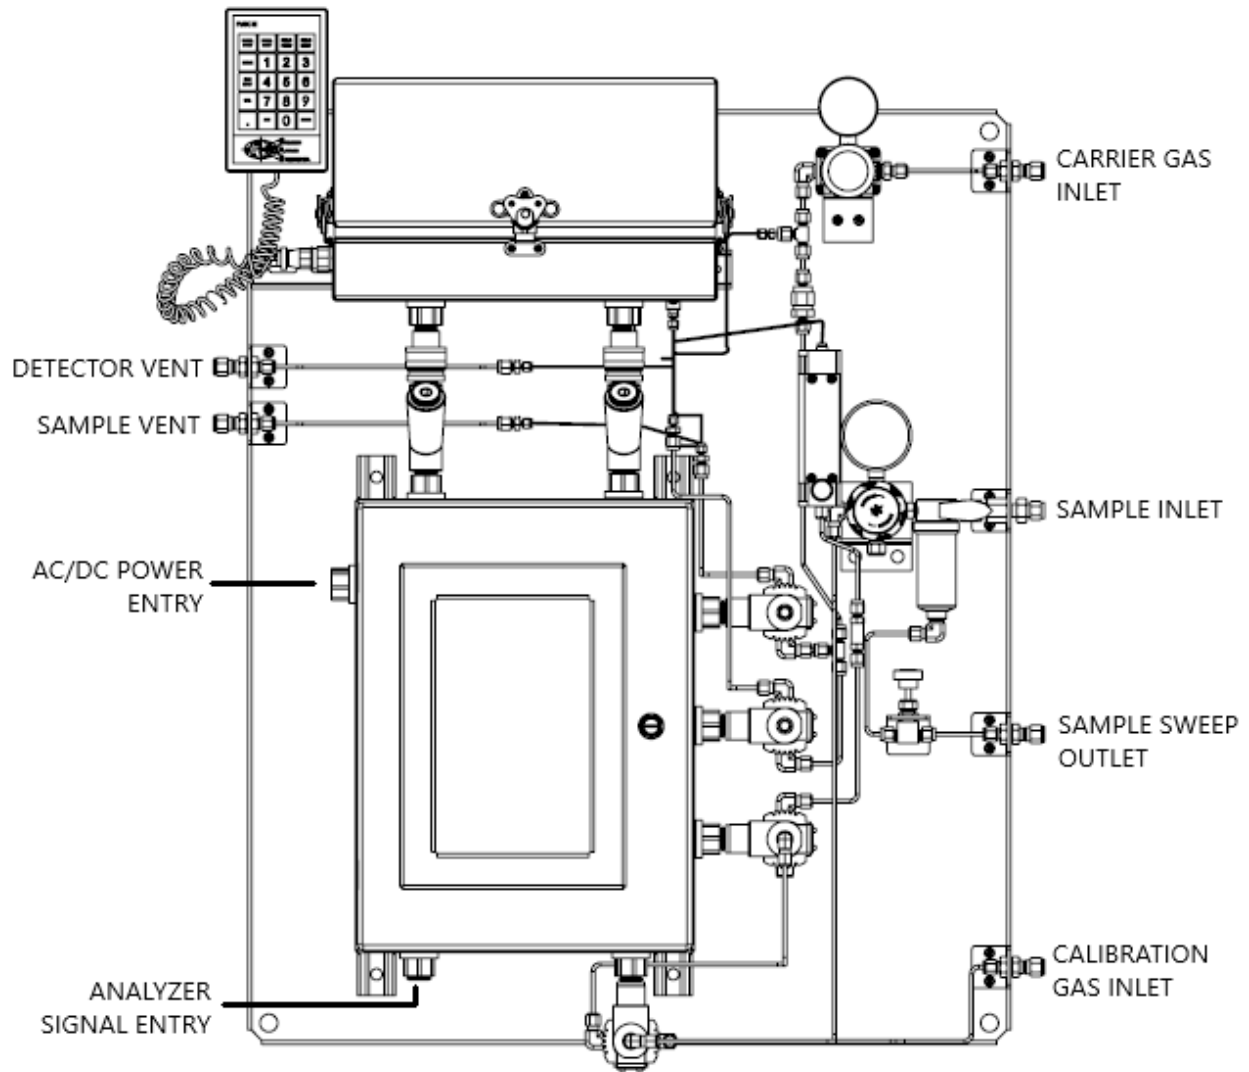 1 2 3
4 5 6
7 8 9
. 0
CARRIER GAS
INLET
DETECTOR VENT
SAMPLE VENT
SAMPLE INLET
AC/DC POWER
ENTRY
SAMPLE SWEEP
OUTLET
CALIBRATION
GAS INLET
ANALYZER
SIGNAL ENTRY